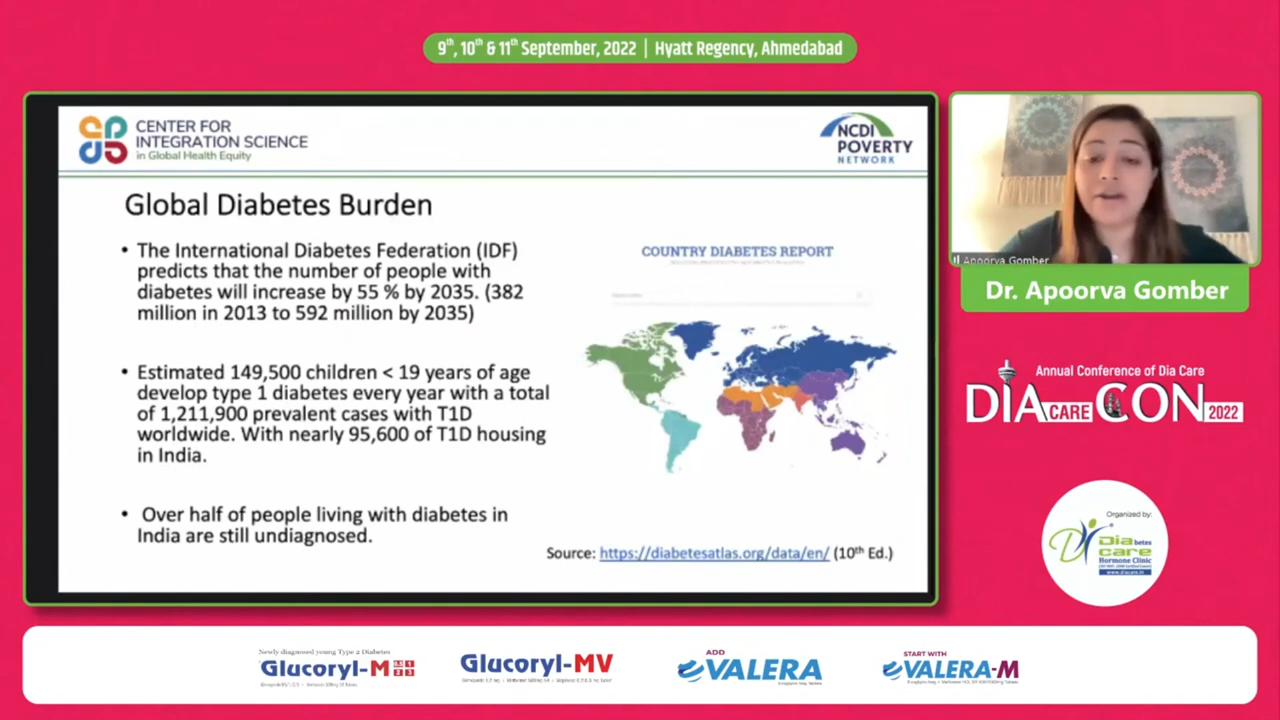 9th, 10th & 11th September, 2022 | Hyatt Regency, Ahmedabad
CENTER FOR
INTEGRATION SCIENCE
in Global Health Equity
NCDI
POVERTY
NETWORK
Global Diabetes Burden
• The International Diabetes Federation (IDF)
predicts that the number of people with
diabetes will increase by 55 % by 2035. (382
million in 2013 to 592 million by 2035)
• Estimated 149,500 children < 19 years of age
develop type 1 diabetes every year with a total
of 1,211,900 prevalent cases with T1D
worldwide. With nearly 95,600 of T1D housing
in India.
• Over half of people living with diabetes in
India are still undiagnosed.
COUNTRY DIABETES REPORT
Source: https://diabetesatlas.org/data/en/ (10th Ed.)
Apoorva Gomber
Dr. Apoorva Gomber
Annual Conference of Dia Care
DIA CARE CON 2022
Organized by:
Diabetes
care
Hormone Clinic
www.diacare.in
Newly diagnosed young Type 2 Diabetes
Glucoryl-M
Glucoryl-MV
ADD
VALERA
START WITH
VALERA-M